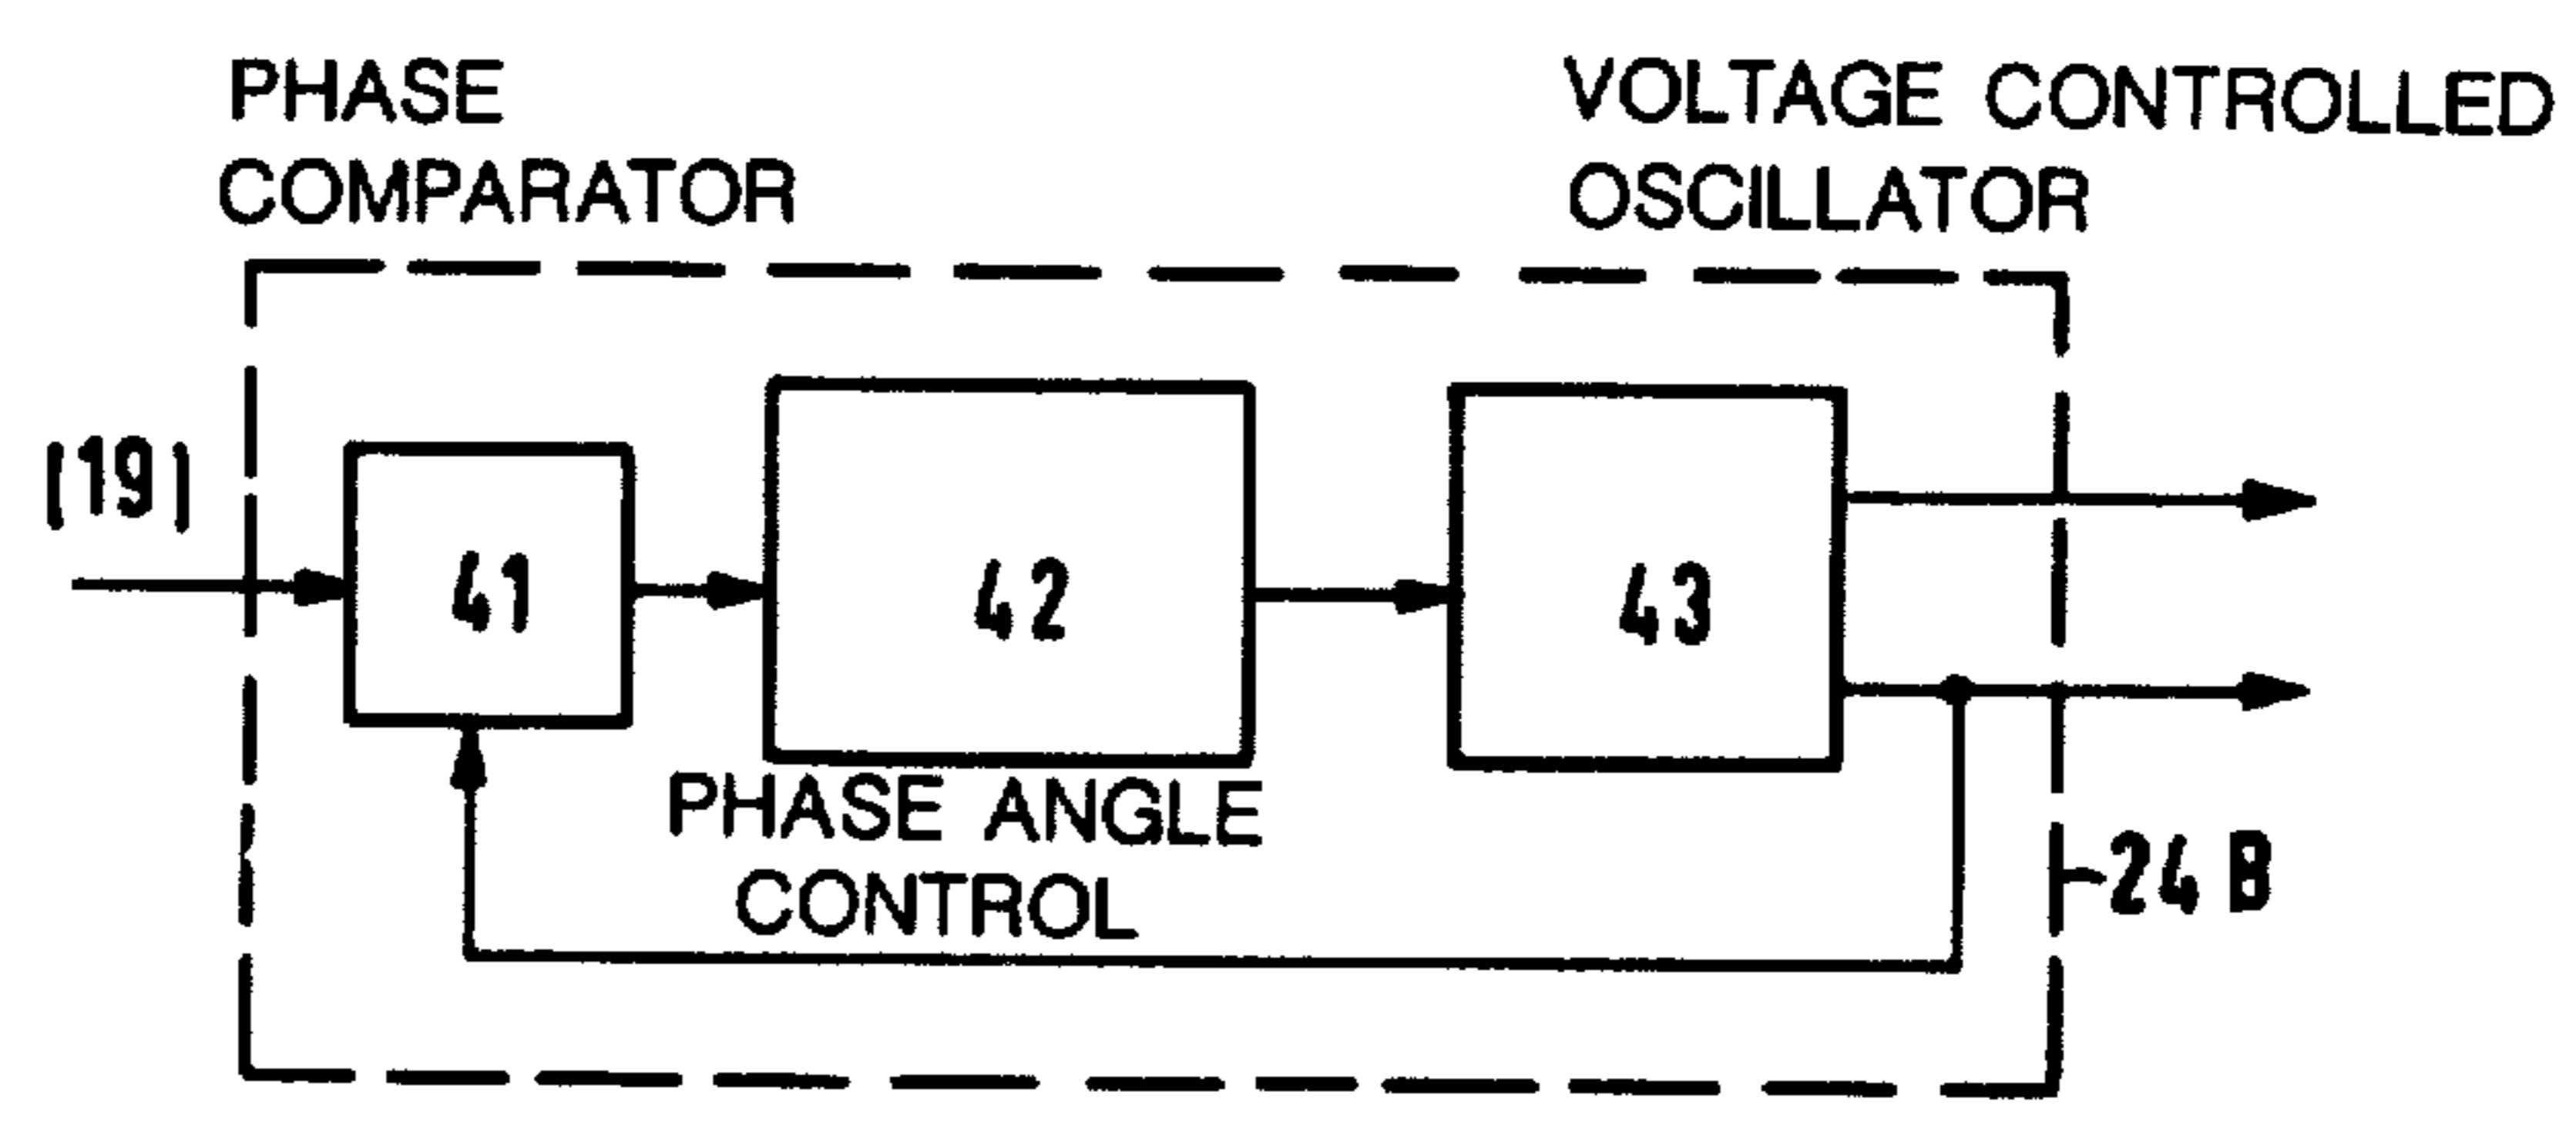 PHASE
COMPARATOR
VOLTAGE CONTROLLED
OSCILLATOR
(19)
41
42
43
PHASE ANGLE
CONTROL
24 B